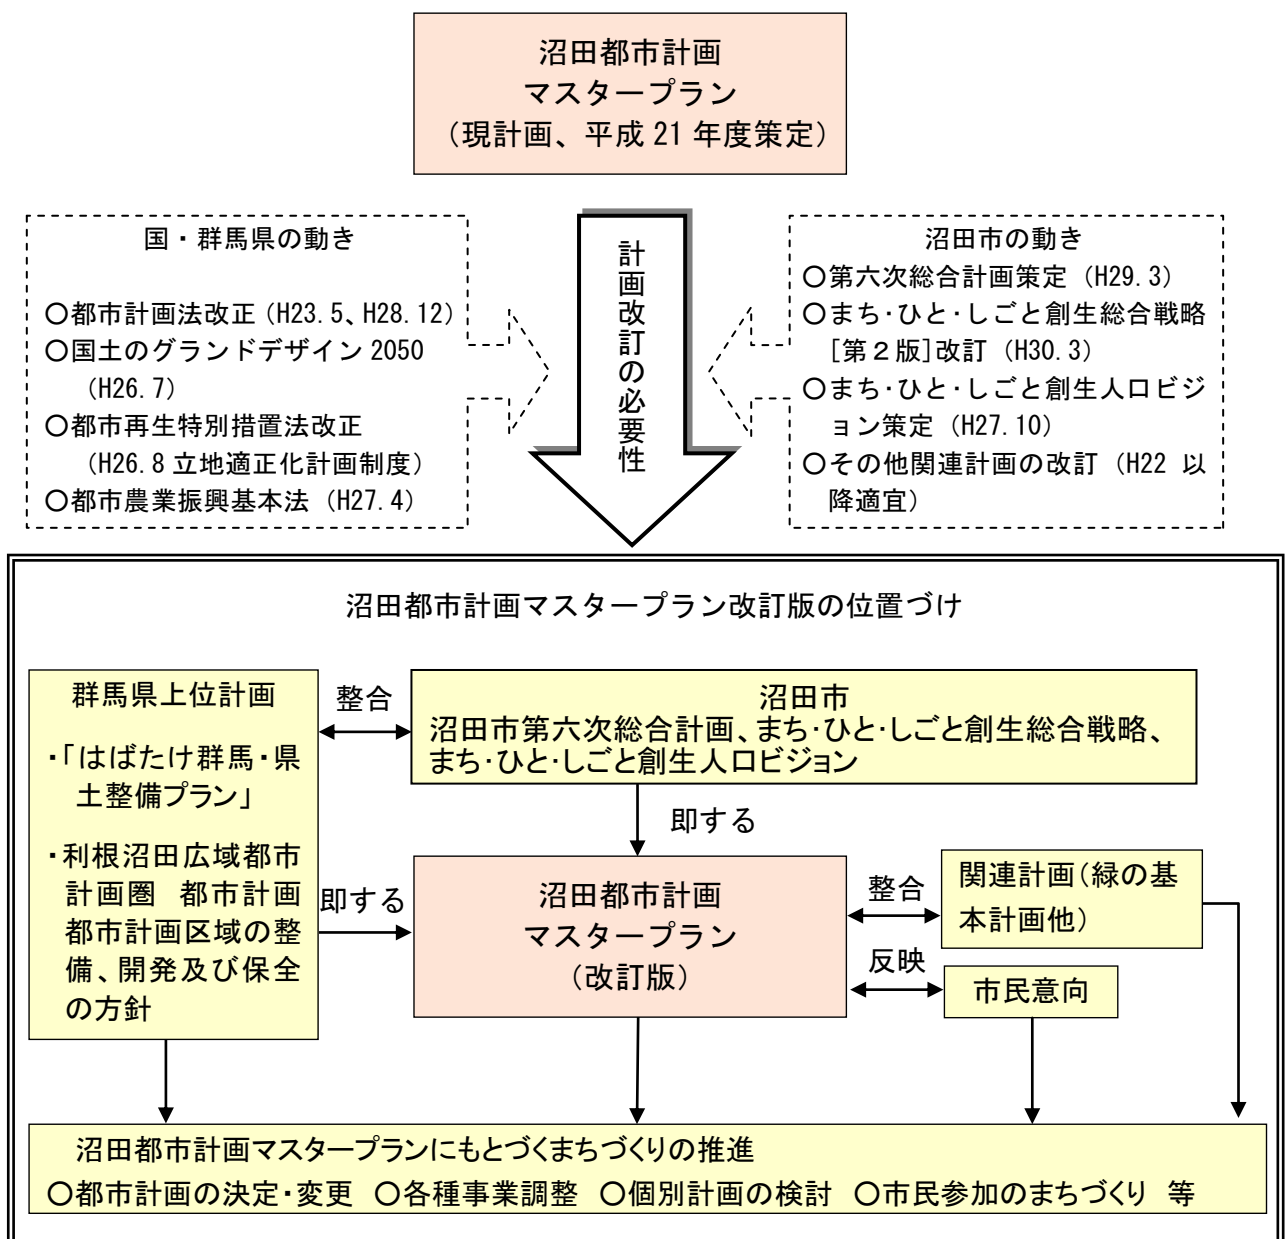 沼田都市計画
マスタープラン
（現計画、平成 21 年度策定）
国・群馬県の動き
○都市計画法改正（H23.5、H28.12）
○国土のグランドデザイン 2050
（H26.7）
○都市再生特別措置法改正
（H26.8 立地適正化計画制度）
○都市農業振興基本法（H27.4）
計画改訂の必要性
沼田市の動き
○第六次総合計画策定（H29.3）
○まち・ひと・しごと創生総合戦略
［第２版］改訂（H30.3）
○まち・ひと・しごと創生人口ビジ
ョン策定（H27.10）
○その他関連計画の改訂（H22 以
降適宜）
沼田都市計画マスタープラン改訂版の位置づけ
群馬県上位計画
・「はばたけ群馬・県
土整備プラン」
・利根沼田広域都市
計画圏　都市計画
都市計画区域の整
備、開発及び保全
の方針
整合
沼田市
沼田市第六次総合計画、まち・ひと・しごと創生総合戦略、
まち・ひと・しごと創生人口ビジョン
即する
即する
沼田都市計画
マスタープラン
（改訂版）
整合
関連計画（緑の基
本計画他）
反映
市民意向
沼田都市計画マスタープランにもとづくまちづくりの推進
○都市計画の決定・変更　○各種事業調整　○個別計画の検討　○市民参加のまちづくり　等